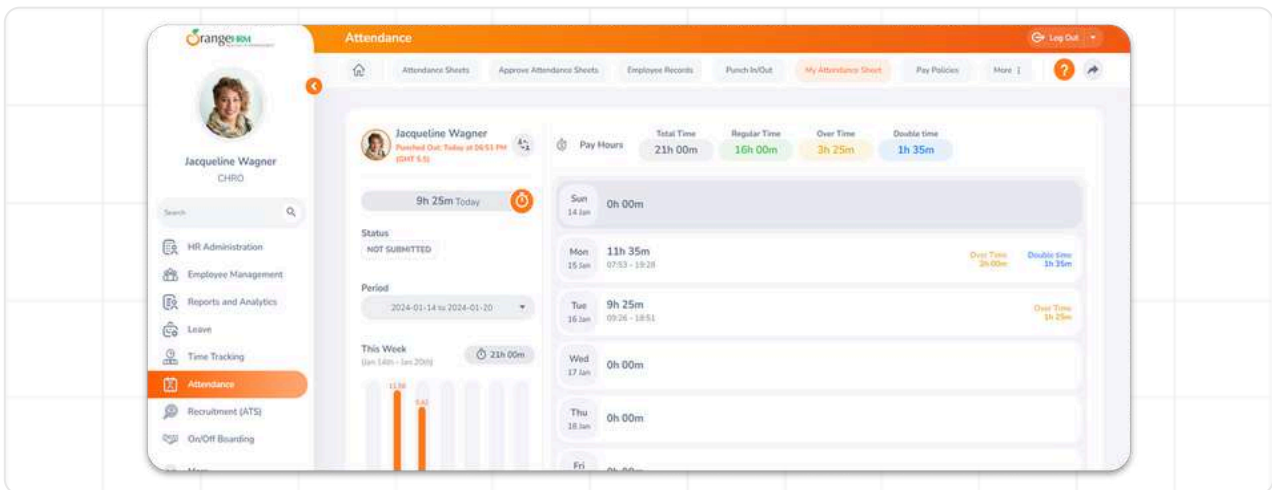 OrangeHRM
Attendance
Log Out
Attendance Sheets
Approve Attendance Sheets
Employee Records
Punch In/Out
My Attendance Sheet
Pay Policies
More
?
Jacqueline Wagner
CHRO
Search
HR Administration
Employee Management
Reports and Analytics
Leave
Time Tracking
Attendance
Recruitment (ATS)
On/Off Boarding
More
Jacqueline Wagner
Punched Out: Today at 06:51 PM
(GMT 5.5)
9h 25m Today
Status
NOT SUBMITTED
Period
2024-01-14 to 2024-01-20
This Week
(Jan 14th - Jan 20th)
21h 00m
11.58
9.42
Pay Hours
Total Time
21h 00m
Regular Time
16h 00m
Over Time
3h 25m
Double time
1h 35m
Sun
14 Jan
0h 00m
Mon
15 Jan
11h 35m
07:53 - 19:28
Over Time
2h 00m
Double time
1h 35m
Tue
16 Jan
9h 25m
09:26 - 18:51
Over Time
1h 25m
Wed
17 Jan
0h 00m
Thu
18 Jan
0h 00m
Fri
0h 00m